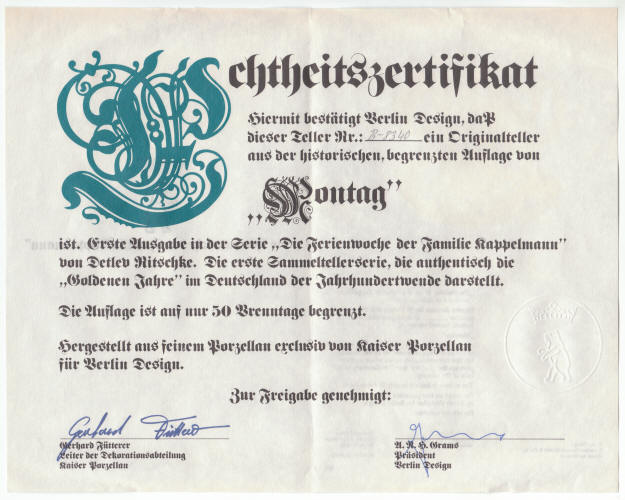 Echtheitszertifikat
Hiermit bestätigt Berlin Design, daß
dieser Teller Nr.: B-8340 ein Originalteller
aus der historischen, begrenzten Auflage von
„Montag”
ist. Erste Ausgabe in der Serie „Die Ferienwoche der Familie Kappelmann”
von Detlev Nitschke. Die erste Sammeltellerserie, die authentisch die
„Goldenen Jahre” im Deutschland der Jahrhundertwende darstellt.
Die Auflage ist auf nur 50 Brenntage begrenzt.
Hergestellt aus feinem Porzellan exclusiv von Kaiser Porzellan
für Berlin Design.
Zur Freigabe genehmigt:
Gerhard Fütterer
Gerhard Fütterer
Leiter der Dekorationsabteilung
Kaiser Porzellan
A. R. H. Grams
Präsident
Berlin Design